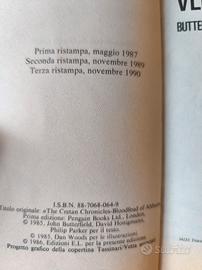 VE
BUTTE
Prima ristampa, maggio 1987
Seconda ristampa, novembre 1989
Terza ristampa, novembre 1990
I.S.B.N. 88-7068-064-9
Titolo originale: «The Cretan Chronicles-Bloodfeud of Altheus»
Prima edizione: Penguin Books Ltd., London,
© 1985, John Butterfield, David Honigmann,
Philip Parker per il testo.
© 1985, Dan Woods per le illustrazioni
© 1986, Edizioni E.L. per la presente edizione
Progetto grafico della copertina Tassinari/Vetta
subito